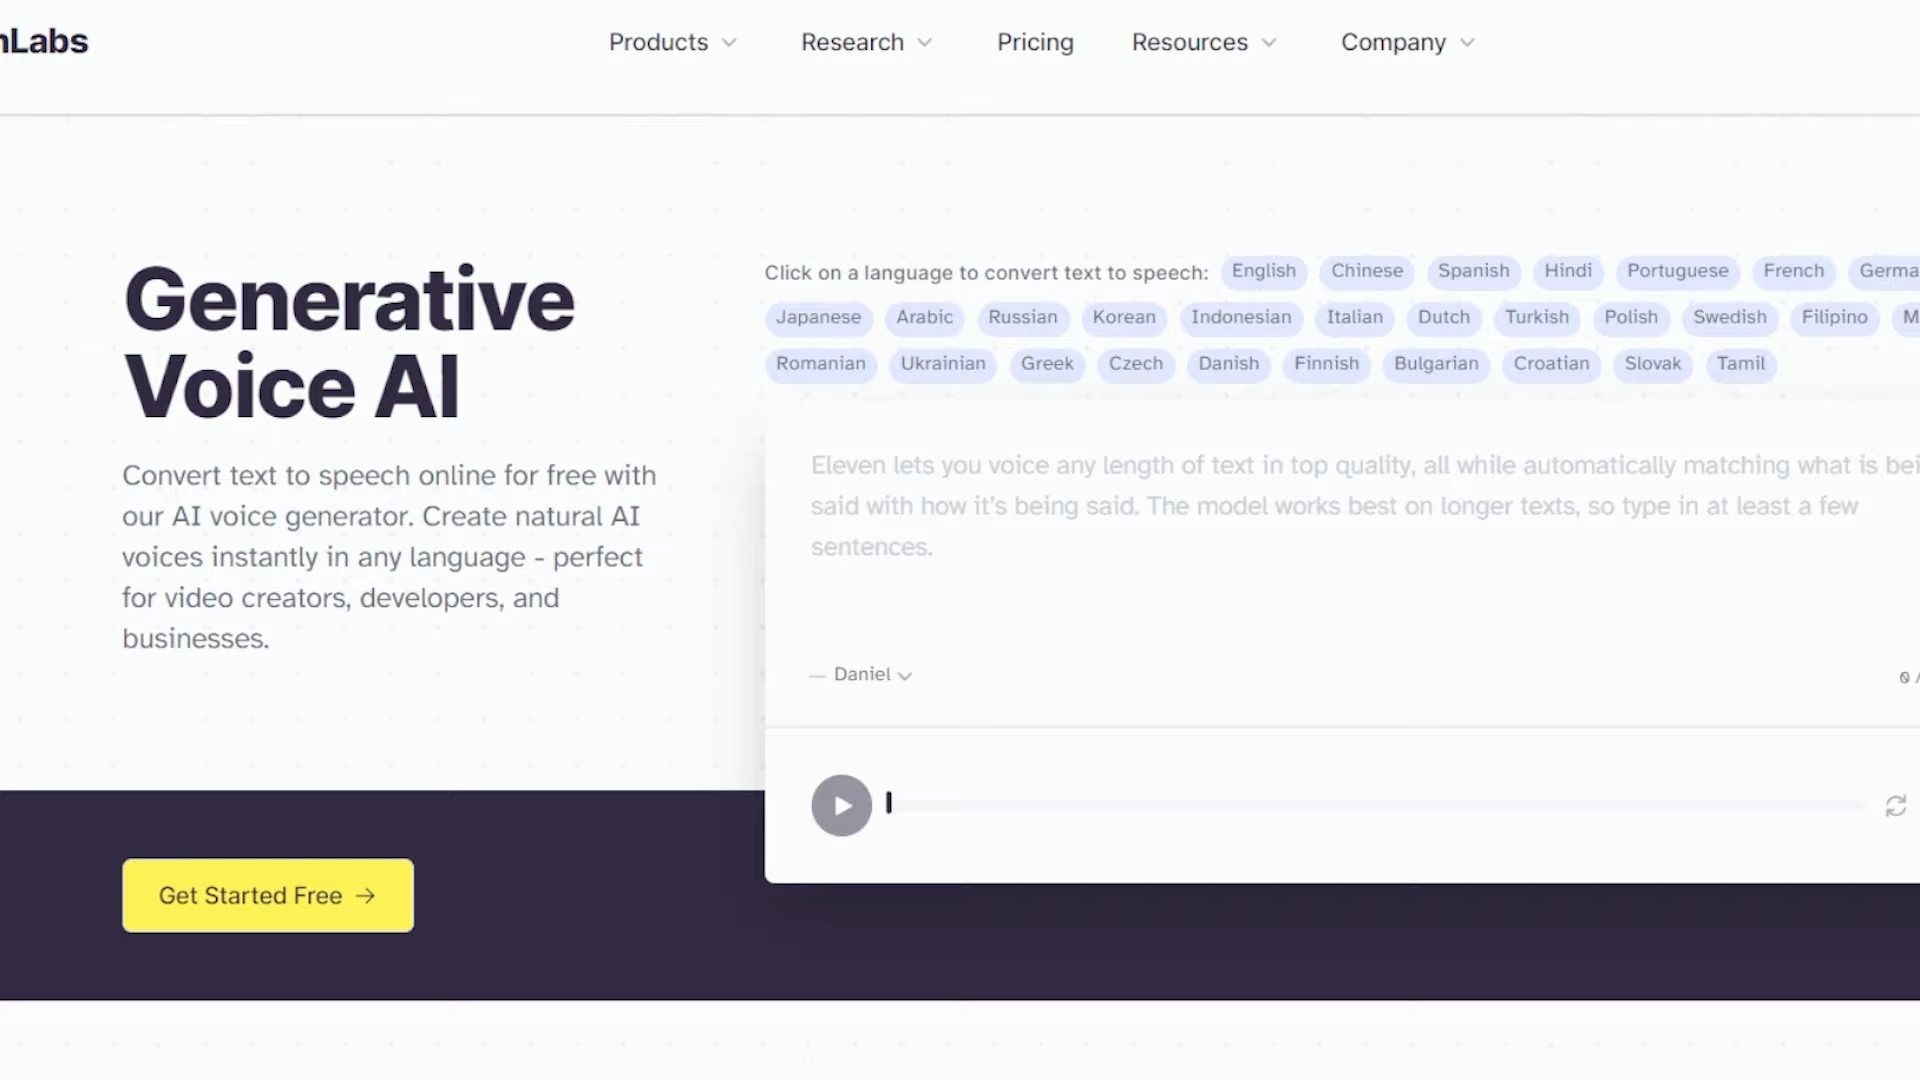 nLabs
Products
Research
Pricing
Resources
Company
Generative
Voice AI
Convert text to speech online for free with
our AI voice generator. Create natural AI
voices instantly in any language - perfect
for video creators, developers, and
businesses.
Get Started Free →
Click on a language to convert text to speech: English Chinese Spanish Hindi Portuguese French Germa
Japanese Arabic Russian Korean Indonesian Italian Dutch Turkish Polish Swedish Filipino M
Romanian Ukrainian Greek Czech Danish Finnish Bulgarian Croatian Slovak Tamil
Eleven lets you voice any length of text in top quality, all while automatically matching what is bei
said with how it’s being said. The model works best on longer texts, so type in at least a few
sentences.
— Daniel
0 /